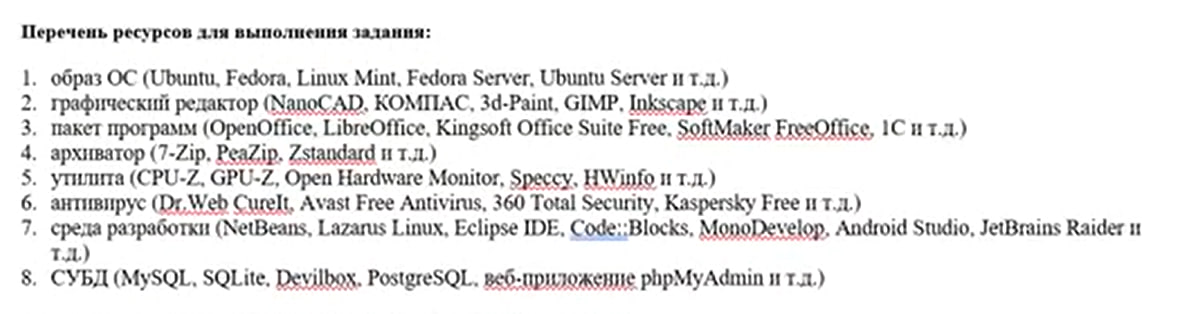 Перечень ресурсов для выполнения задания:
1. образ ОС (Ubuntu, Fedora, Linux Mint, Fedora Server, Ubuntu Server и т.д.)
2. графический редактор (NanoCAD, КОМПАС, 3d-Paint, GIMP, Inkscape и т.д.)
3. пакет программ (OpenOffice, LibreOffice, Kingsoft Office Suite Free, SoftMaker FreeOffice, 1С и т.д.)
4. архиватор (7-Zip, PeaZip, Zstandard и т.д.)
5. утилита (CPU-Z, GPU-Z, Open Hardware Monitor, Speccy, HWinfo и т.д.)
6. антивирус (Dr.Web CureIt, Avast Free Antivirus, 360 Total Security, Kaspersky Free и т.д.)
7. среда разработки (NetBeans, Lazarus Linux, Eclipse IDE, Code::Blocks, MonoDevelop, Android Studio, JetBrains Raider и
т.д.)
8. СУБД (MySQL, SQLite, Devilbox, PostgreSQL, веб-приложение phpMyAdmin и т.д.)